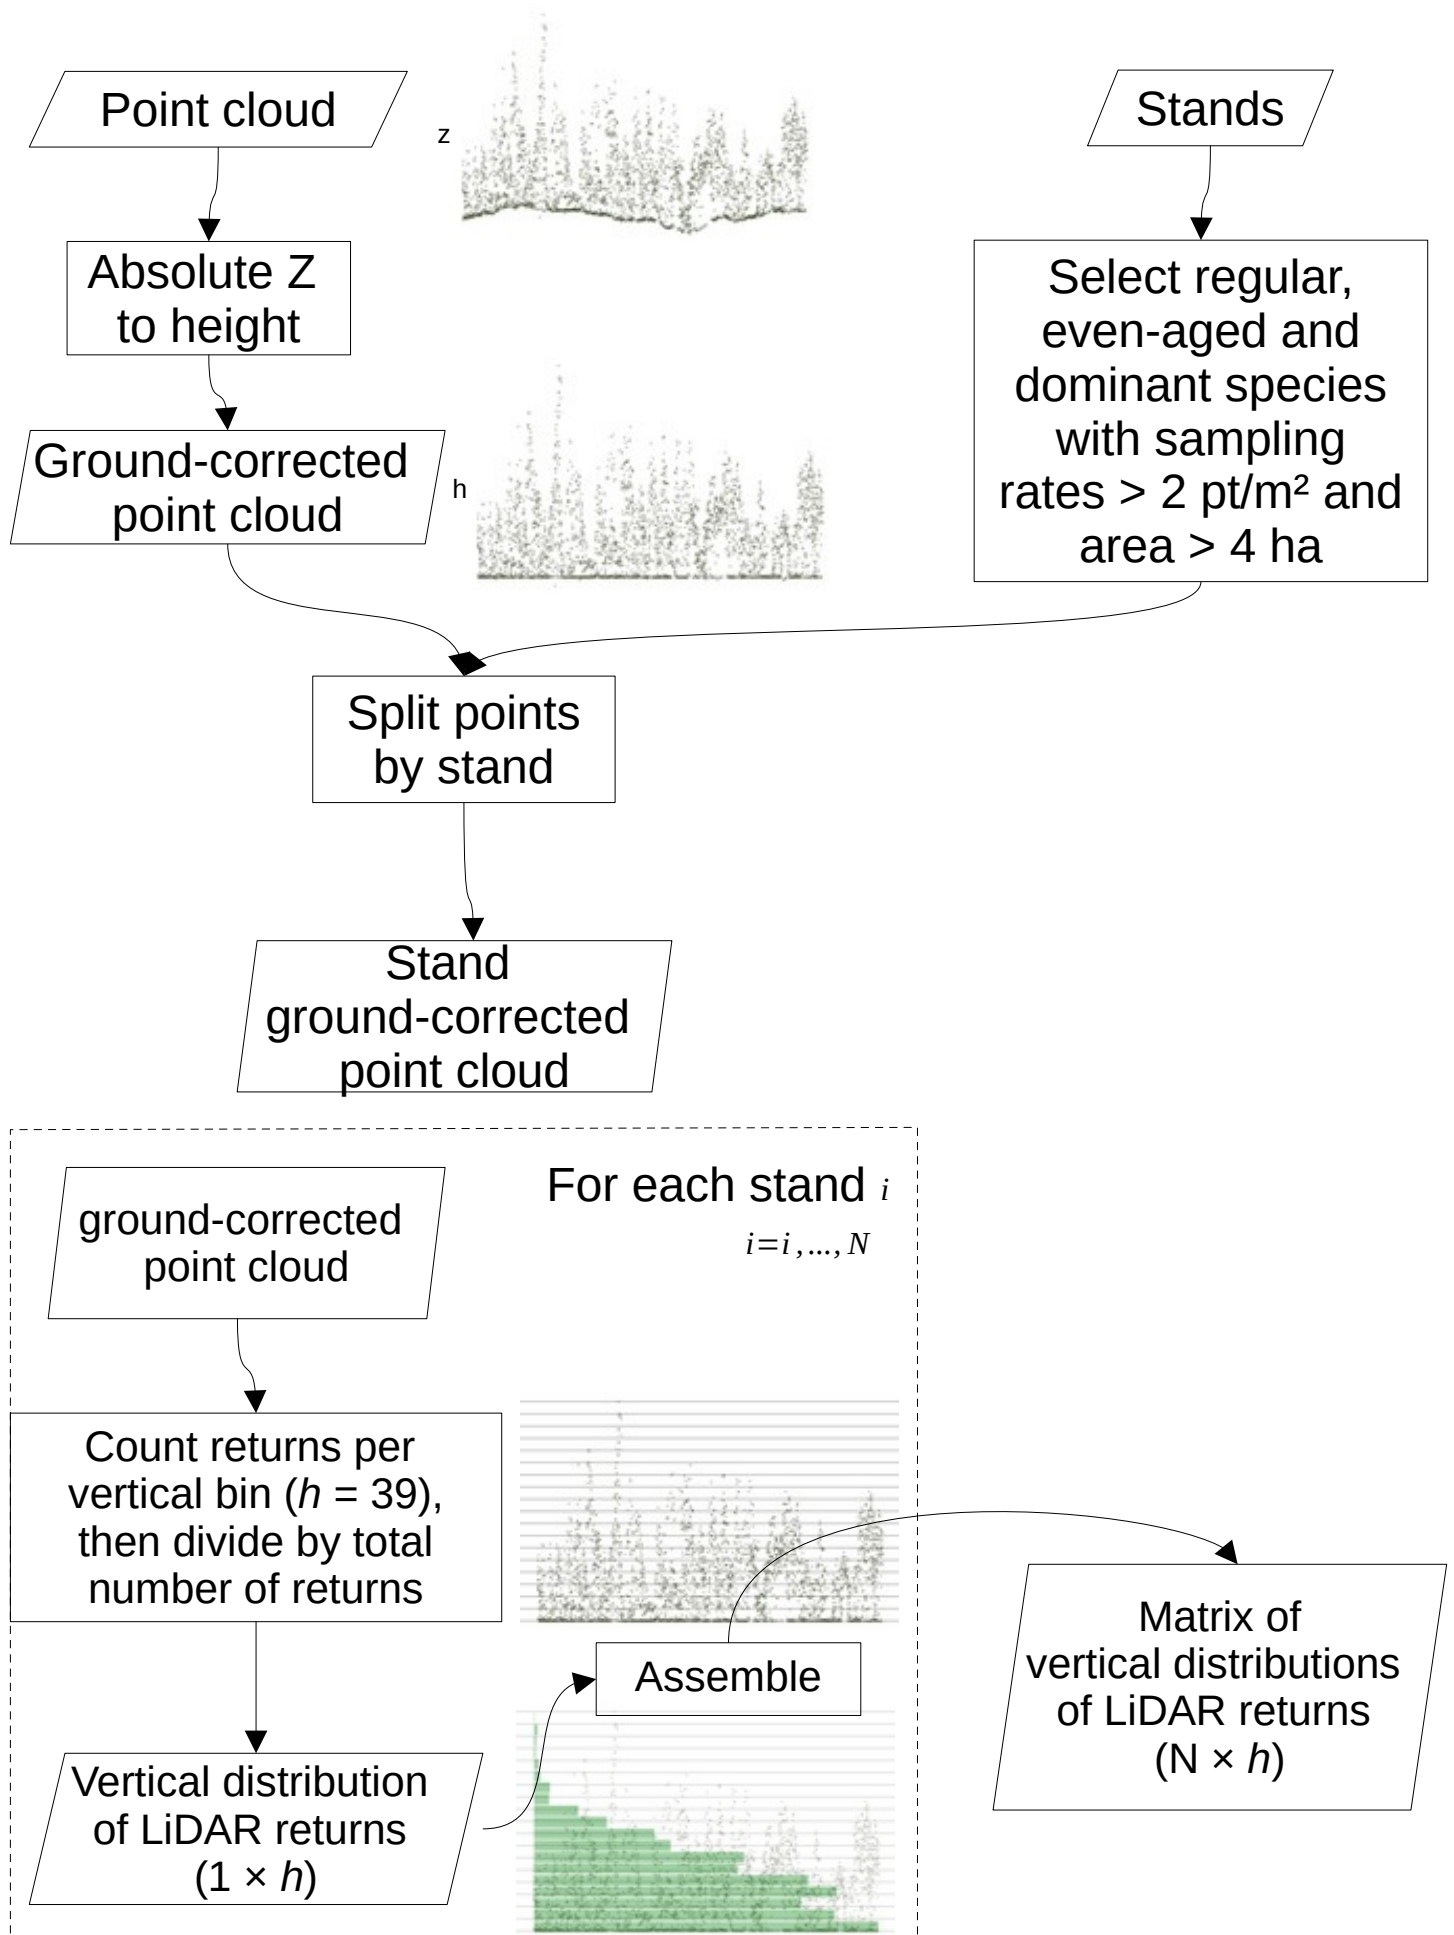 Point cloud
z
Stands
Absolute Z
to height
Select regular,
even-aged and
dominant species
with sampling
rates > 2 pt/m² and
area > 4 ha
Ground-corrected
point cloud
h
Split points
by stand
Stand
ground-corrected
point cloud
For each stand i
i=i,...,N
ground-corrected
point cloud
Count returns per
vertical bin (h = 39),
then divide by total
number of returns
Assemble
Vertical distribution
of LiDAR returns
(1 × h)
Matrix of
vertical distributions
of LiDAR returns
(N × h)